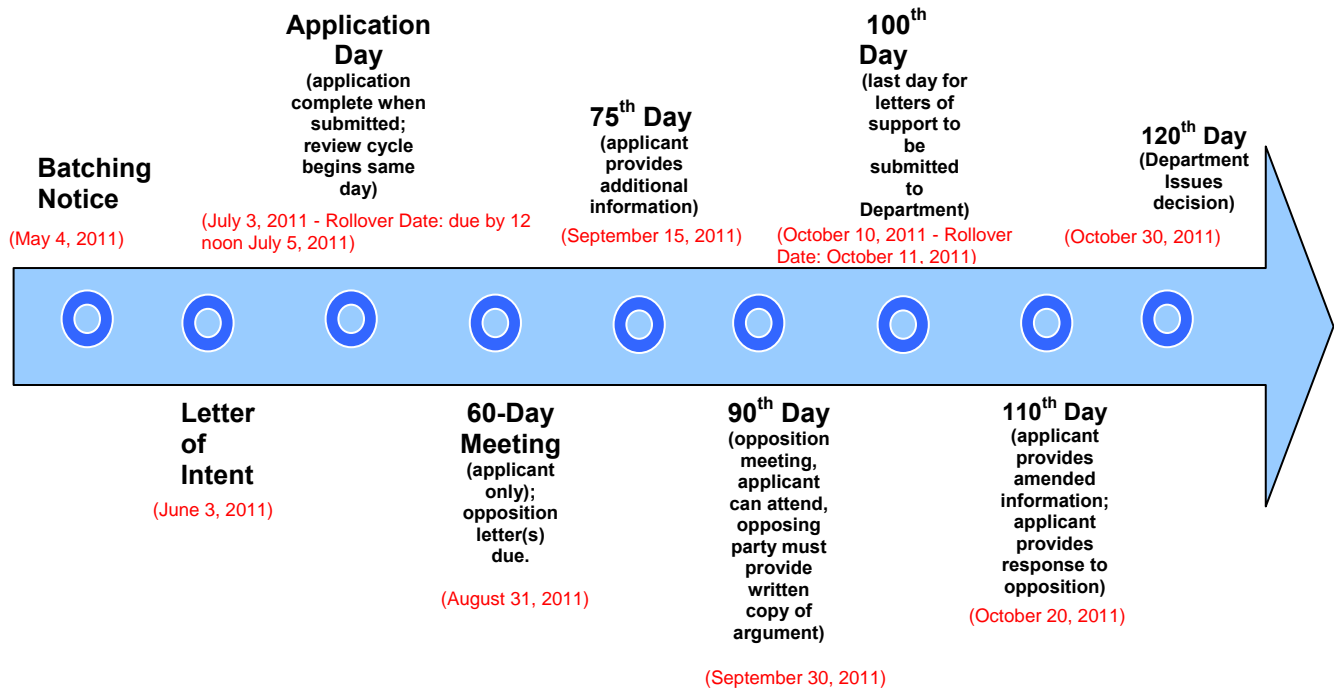 Batching
Notice
(May 4, 2011)
Letter
of
Intent
(June 3, 2011)
Application
Day
(application
complete when
submitted;
review cycle
begins same
day)
(July 3, 2011 - Rollover Date: due by 12
noon July 5, 2011)
60-Day
Meeting
(applicant
only);
opposition
letter(s)
due.
(August 31, 2011)
75th Day
(applicant
provides
additional
information)
(September 15, 2011)
90th Day
(opposition
meeting,
applicant
can attend,
opposing
party must
provide
written
copy of
argument)
(September 30, 2011)
100th
Day
(last day for
letters of
support to
be
submitted
to
Department)
(October 10, 2011 - Rollover
Date: October 11, 2011)
110th Day
(applicant
provides
amended
information;
applicant
provides
response to
opposition)
(October 20, 2011)
120th Day
(Department
Issues
decision)
(October 30, 2011)